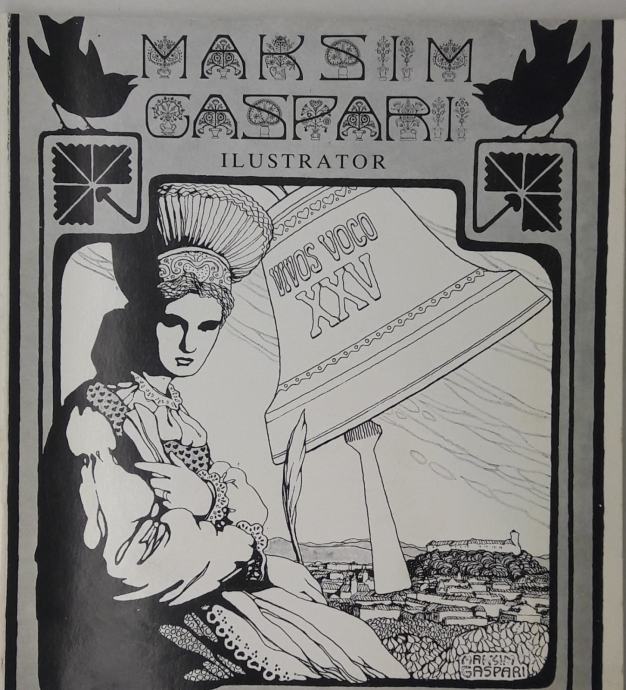 MAKSIM
GASPARI
ILUSTRATOR
VIVOS VOCO
XXV
MAKSIM
GASPARI